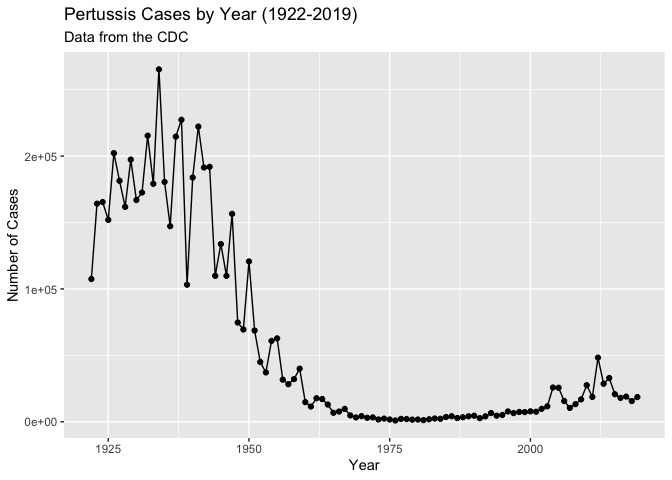 Pertussis Cases by Year (1922-2019)
Data from the CDC
Number of Cases
2e+05
1e+05
0e+00
1925 1950 1975 2000
Year